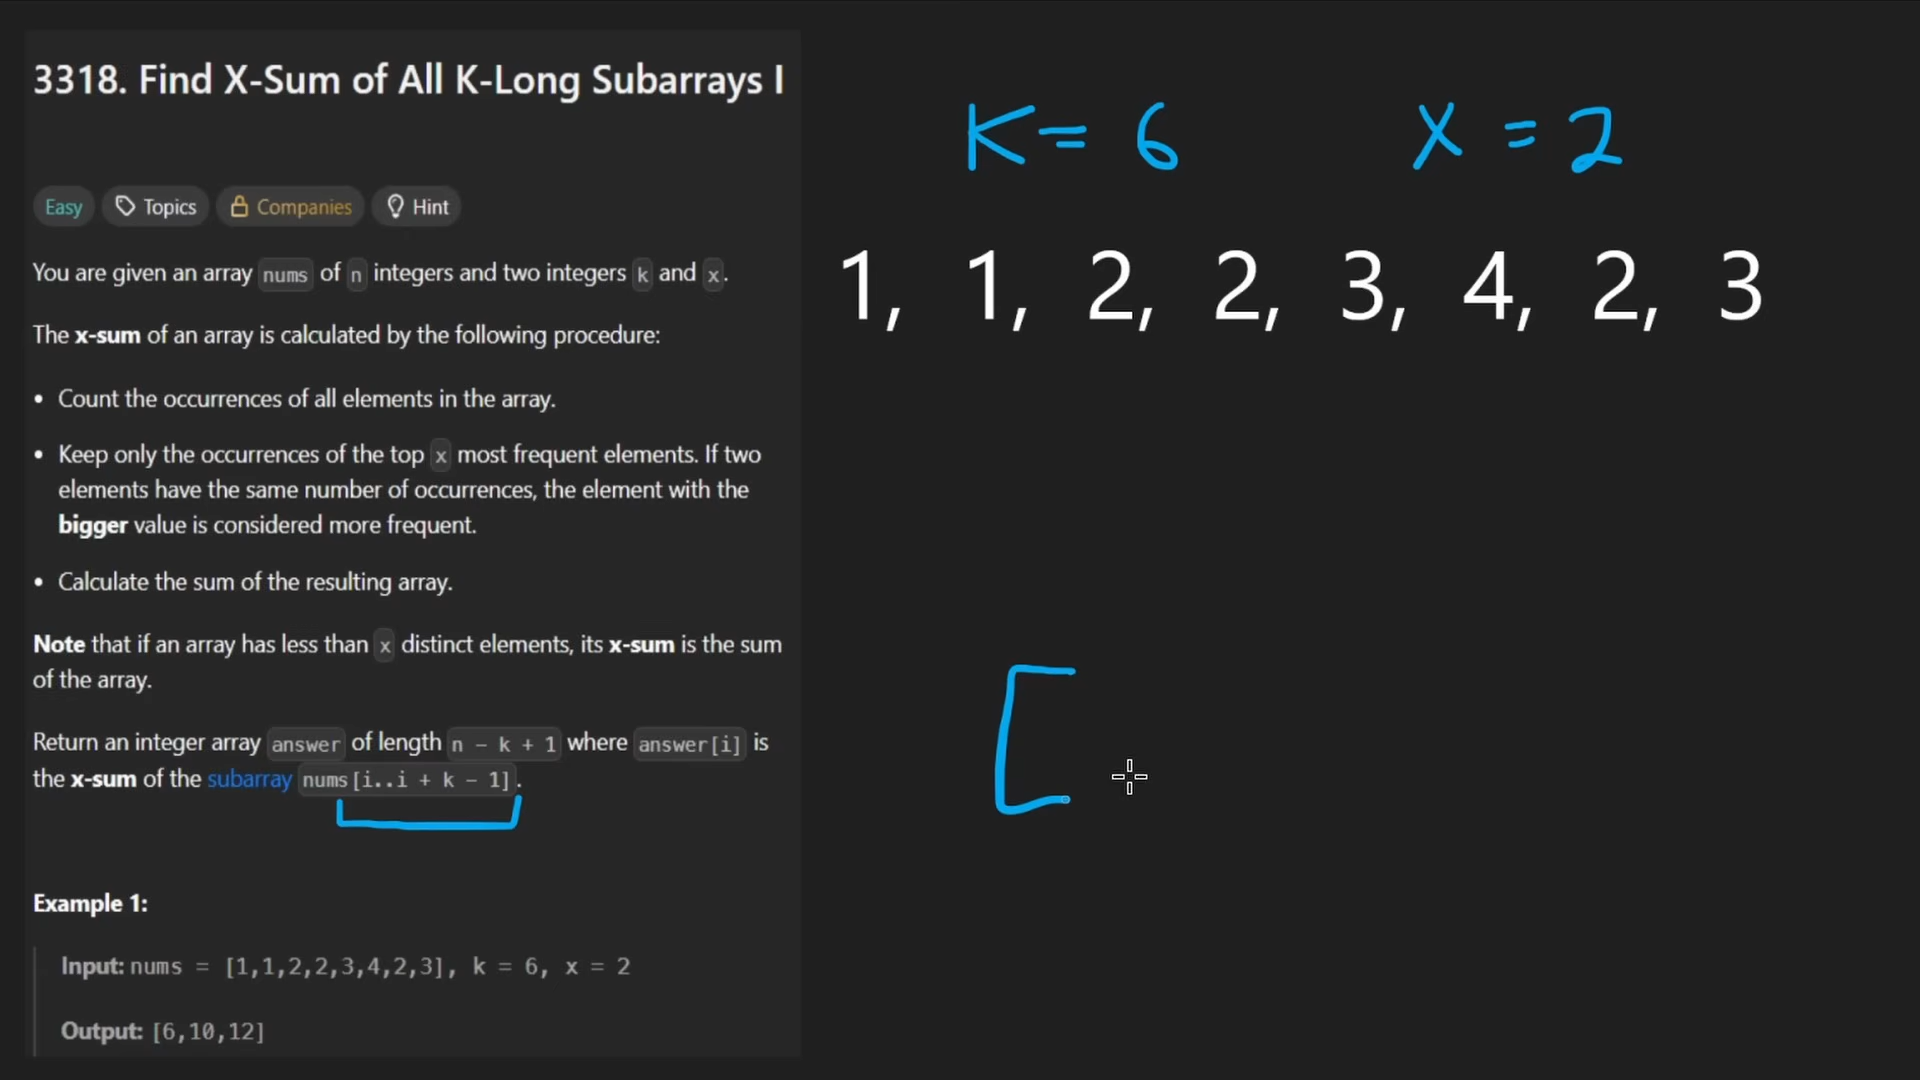 3318. Find X-Sum of All K-Long Subarrays I
Easy Topics Companies Hint
You are given an array nums of n integers and two integers k and x.
The x-sum of an array is calculated by the following procedure:
• Count the occurrences of all elements in the array.
• Keep only the occurrences of the top x most frequent elements. If two
elements have the same number of occurrences, the element with the
bigger value is considered more frequent.
• Calculate the sum of the resulting array.
Note that if an array has less than x distinct elements, its x-sum is the sum
of the array.
Return an integer array answer of length n - k + 1 where answer[i] is
the x-sum of the subarray nums[i..i + k - 1].
Example 1:
Input: nums = [1,1,2,2,3,4,2,3], k = 6, x = 2
Output: [6,10,12]
K= 6 X = 2
1, 1, 2, 2, 3, 4, 2, 3
[